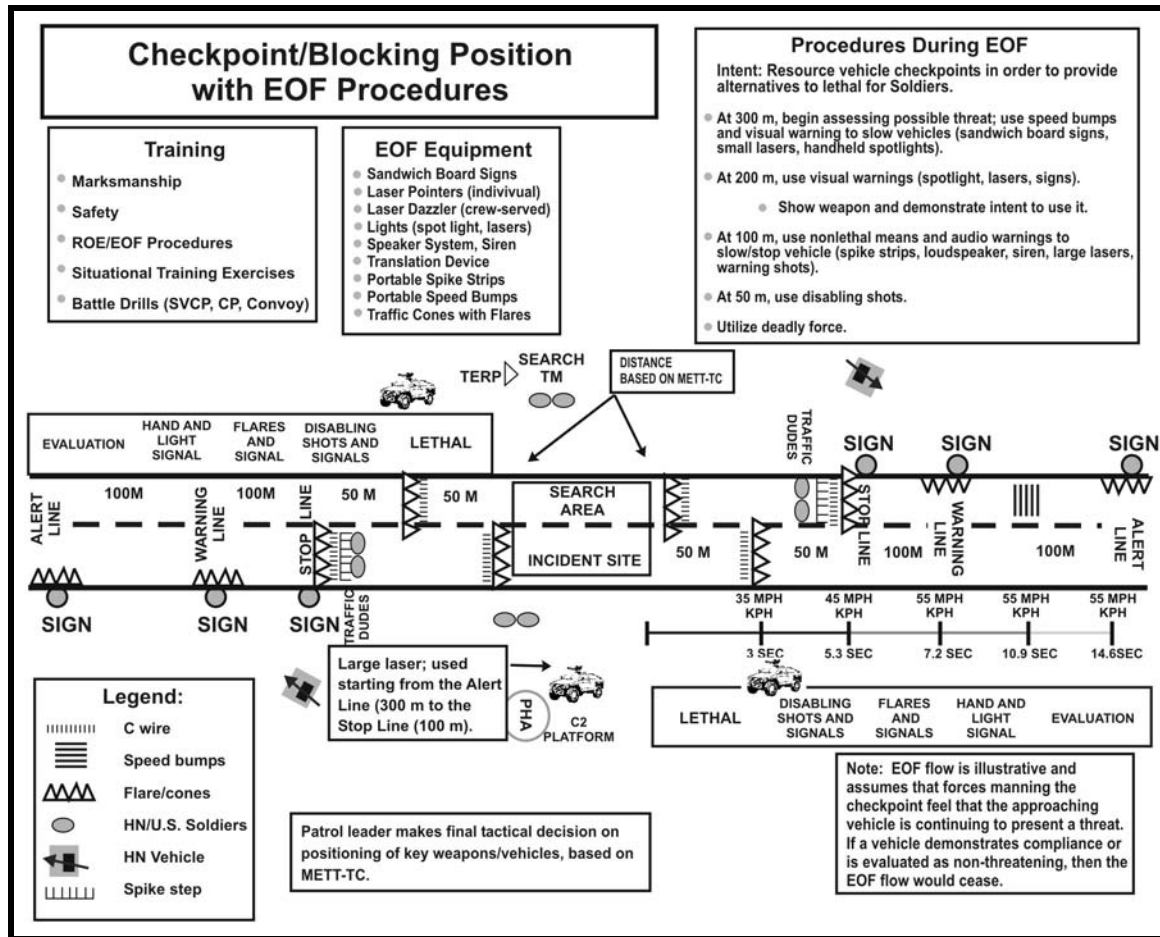 Checkpoint/Blocking Position
with EOF Procedures
Training
Marksmanship
Safety
ROE/EOF Procedures
Situational Training Exercises
Battle Drills (SVCP, CP, Convoy)
EOF Equipment
Sandwich Board Signs
Laser Pointers (indivivual)
Laser Dazzler (crew-served)
Lights (spot light, lasers)
Speaker System, Siren
Translation Device
Portable Spike Strips
Portable Speed Bumps
Traffic Cones with Flares
Procedures During EOF
Intent: Resource vehicle checkpoints in order to provide
alternatives to lethal for Soldiers.
At 300 m, begin assessing possible threat; use speed bumps
and visual warning to slow vehicles (sandwich board signs,
small lasers, handheld spotlights).
At 200 m, use visual warnings (spotlight, lasers, signs).
Show weapon and demonstrate intent to use it.
At 100 m, use nonlethal means and audio warnings to
slow/stop vehicle (spike strips, loudspeaker, siren, large lasers,
warning shots).
At 50 m, use disabling shots.
Utilize deadly force.
TERP
SEARCH
TM
DISTANCE
BASED ON METT-TC
EVALUATION
HAND AND
LIGHT
SIGNAL
FLARES
AND
SIGNAL
DISABLING
SHOTS AND
SIGNALS
LETHAL
TRAFFIC
DUDES
SIGN
SIGN
SIGN
ALERT
LINE
100M
WARNING
LINE
100M
STOP LINE
50 M
50 M
SEARCH
AREA
INCIDENT SITE
50 M
50 M
STOP LINE
100M
WARNING
LINE
100M
ALERT
LINE
SIGN
SIGN
SIGN
TRAFFIC
DUDES
35 MPH
KPH
45 MPH
KPH
55 MPH
KPH
55 MPH
KPH
55 MPH
KPH
3 SEC
5.3 SEC
7.2 SEC
10.9 SEC
14.6SEC
Large laser; used
starting from the Alert
Line (300 m to the
Stop Line (100 m).
PHA
C2
PLATFORM
LETHAL
DISABLING
SHOTS AND
SIGNALS
FLARES
AND
SIGNALS
HAND AND
LIGHT
SIGNAL
EVALUATION
Legend:
C wire
Speed bumps
Flare/cones
HN/U.S. Soldiers
HN Vehicle
Spike step
Patrol leader makes final tactical decision on
positioning of key weapons/vehicles, based on
METT-TC.
Note: EOF flow is illustrative and
assumes that forces manning the
checkpoint feel that the approaching
vehicle is continuing to present a threat.
If a vehicle demonstrates compliance or
is evaluated as non-threatening, then the
EOF flow would cease.